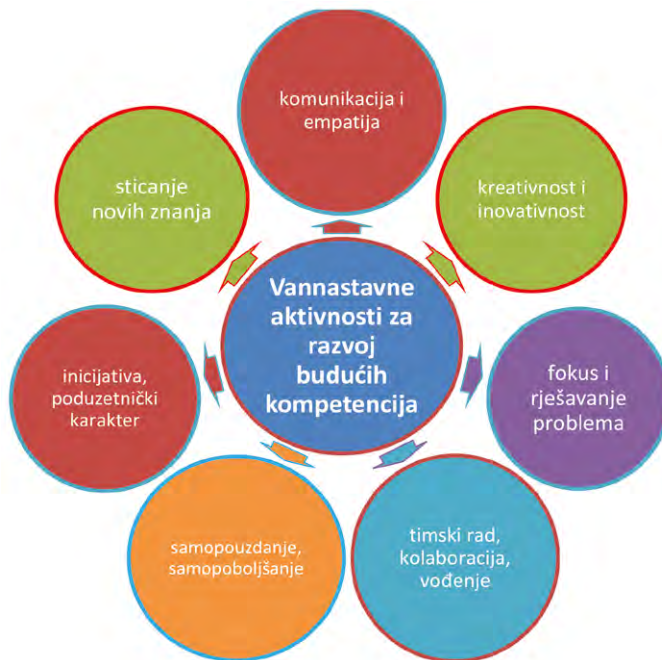 komunikacija i
empatija
sticanje
novih znanja
kreativnost i
inovativnost
Vannastavne
aktivnosti za
razvoj
budućih
kompetencija
inicijativa,
poduzetnički
karakter
fokus i
rješavanje
problema
samopouzdanje,
samopoboljšanje
timski rad,
kolaboracija,
vođenje